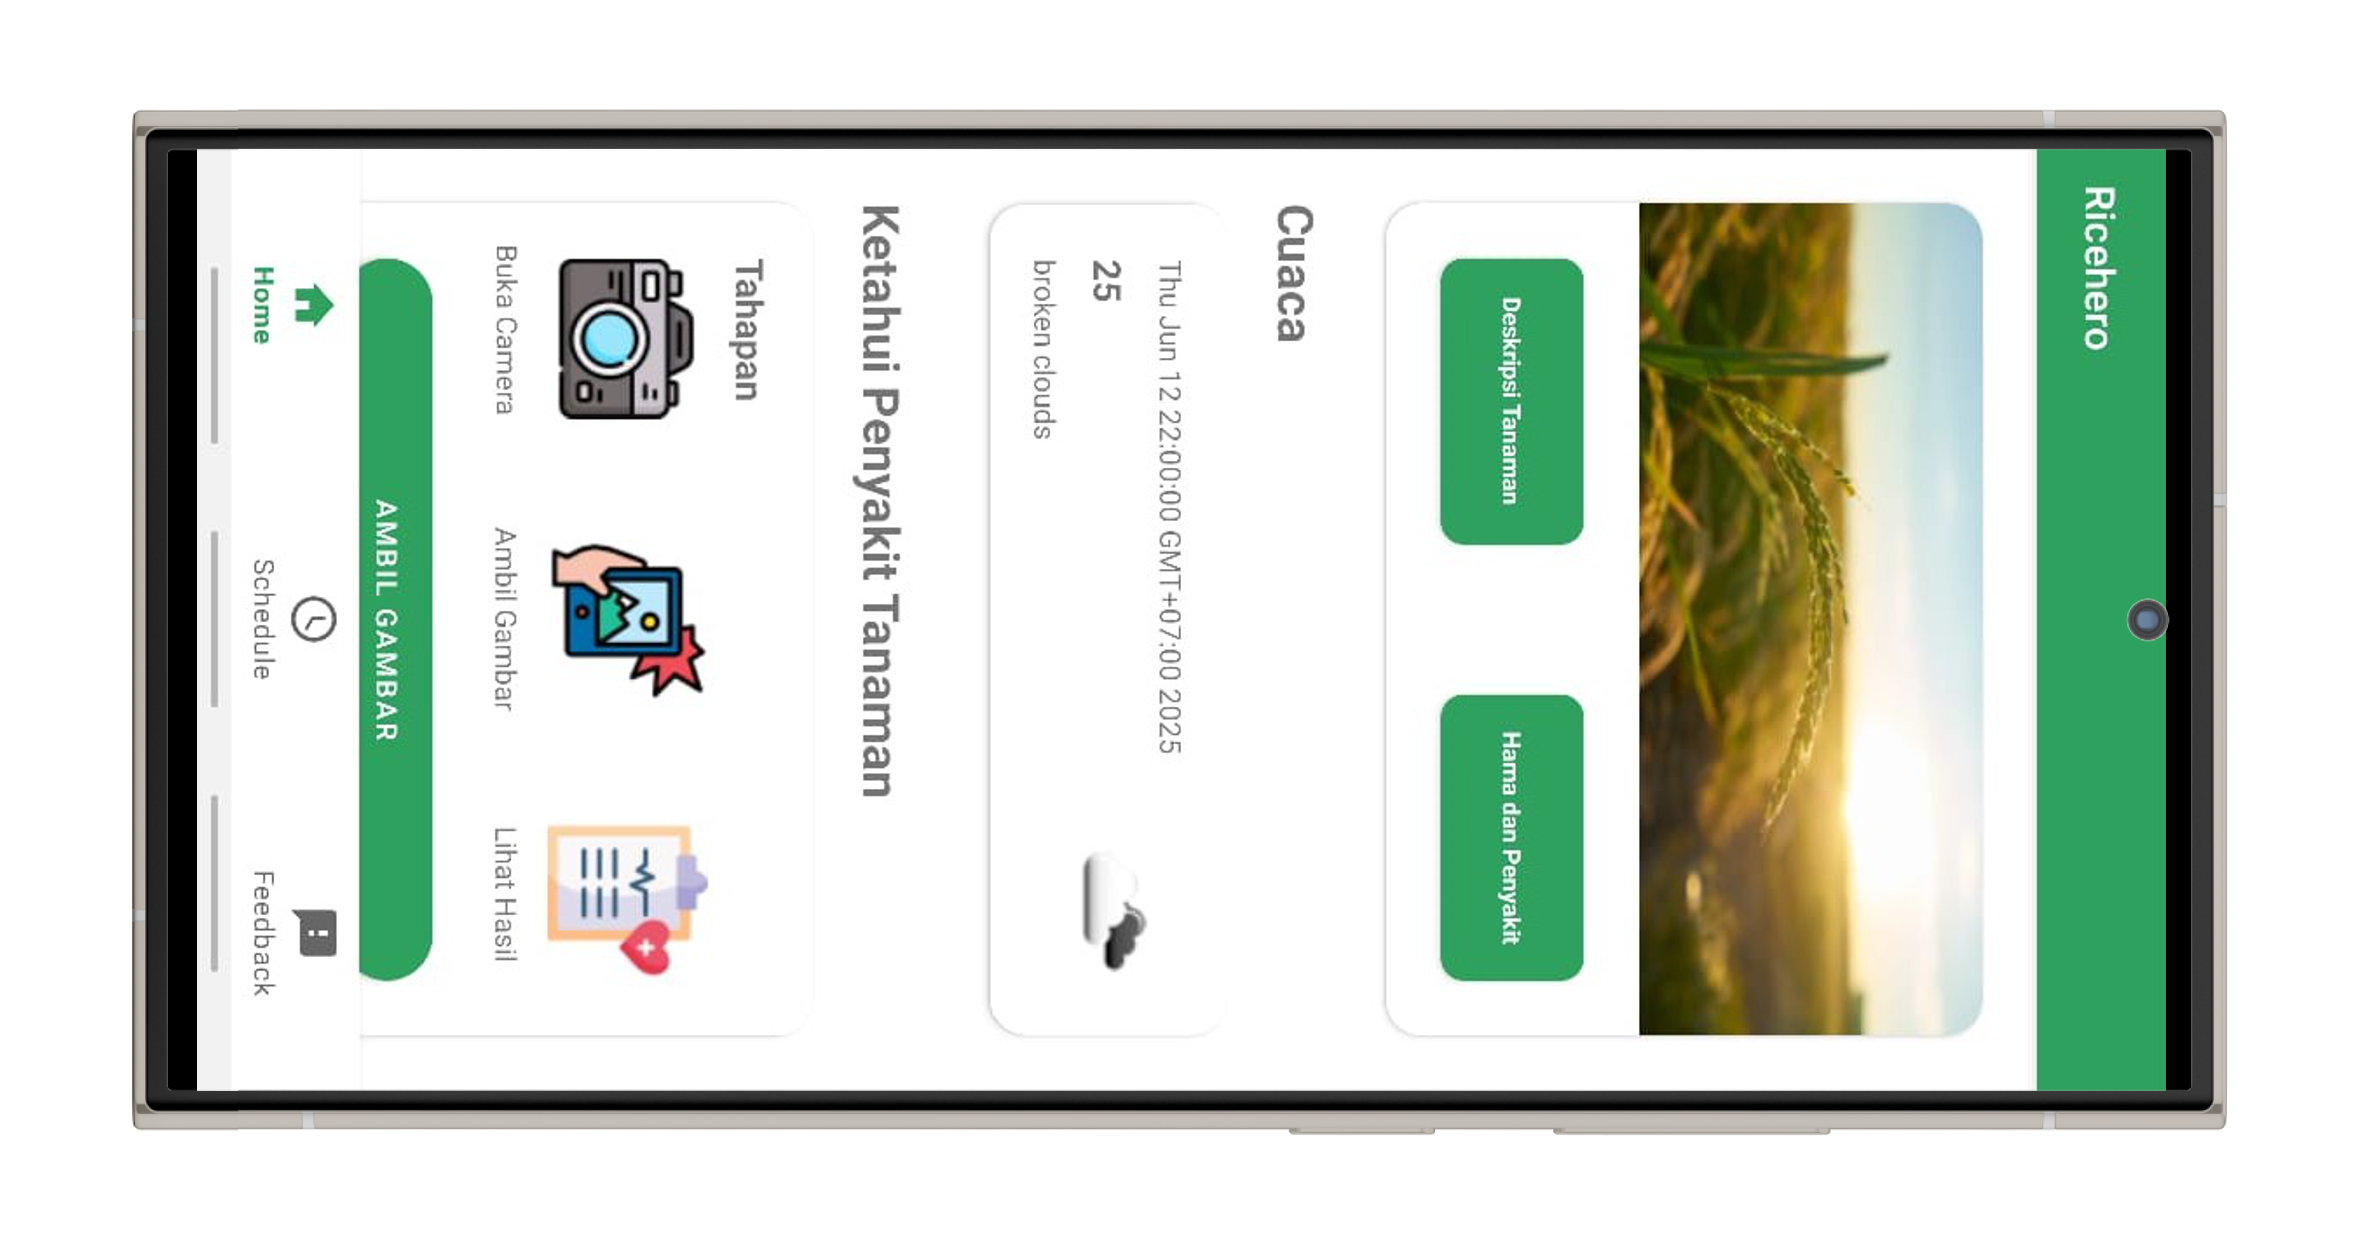 Ricehero
Deskripsi Tanaman
Hama dan Penyakit
Cuaca
Thu Jun 12 22:00:00 GMT+07:00 2025
25
broken clouds
Ketahui Penyakit Tanaman
Tahapan
Buka Camera
Ambil Gambar
Lihat Hasil
AMBIL GAMBAR
Home
Schedule
Feedback